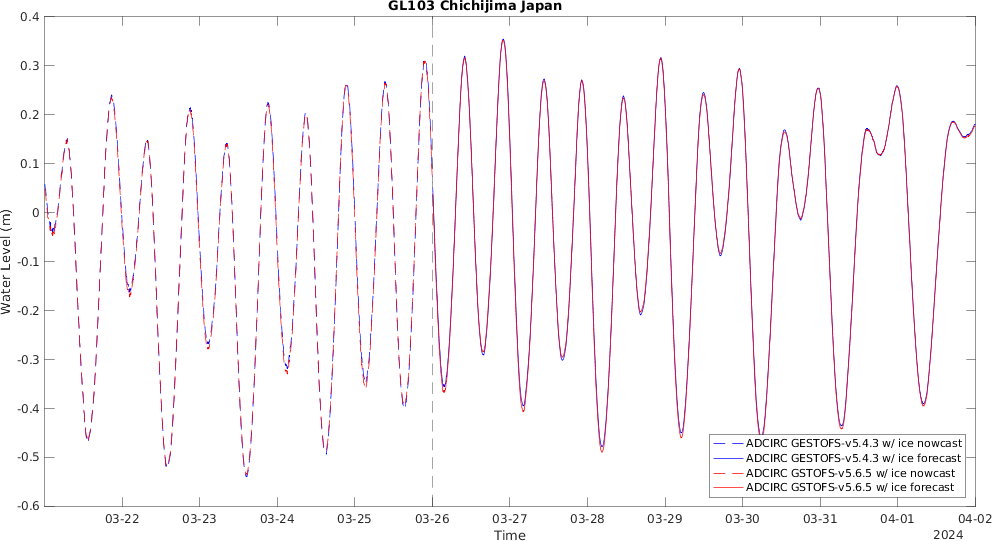 GL103 Chichijima Japan
0.4
0.3
0.2
0.1
0
-0.1
-0.2
-0.3
-0.4
-0.5
-0.6
Water Level (m)
ADCIRC GESTOFS-v5.4.3 w/ ice nowcast
ADCIRC GESTOFS-v5.4.3 w/ ice forecast
ADCIRC GSTOFS-v5.6.5 w/ ice nowcast
ADCIRC GSTOFS-v5.6.5 w/ ice forecast
03-22 03-23 03-24 03-25 03-26 03-27 03-28 03-29 03-30 03-31 04-01 04-02
Time
2024